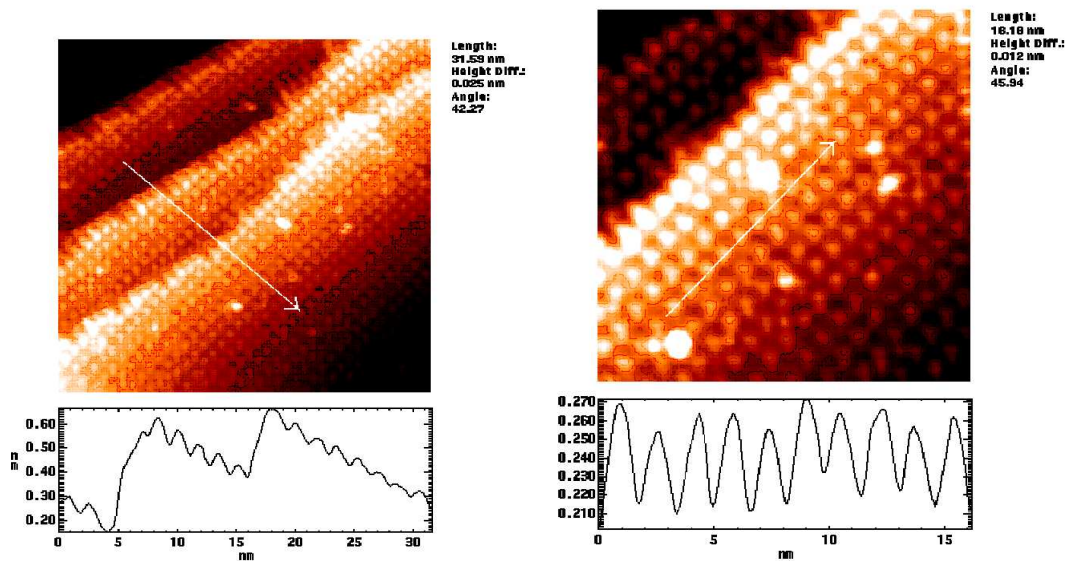 Length:
31.59 nm
Height Diff.:
0.025 nm
Angle:
42.27
Length:
16.18 nm
Height Diff.:
0.012 nm
Angle:
45.94
0.60
0.50
nm
0.40
0.30
0.20
0 5 10 15 20 25 30
nm
0.270
0.260
0.250
0.240
0.230
0.220
0.210
0 5 10 15
nm